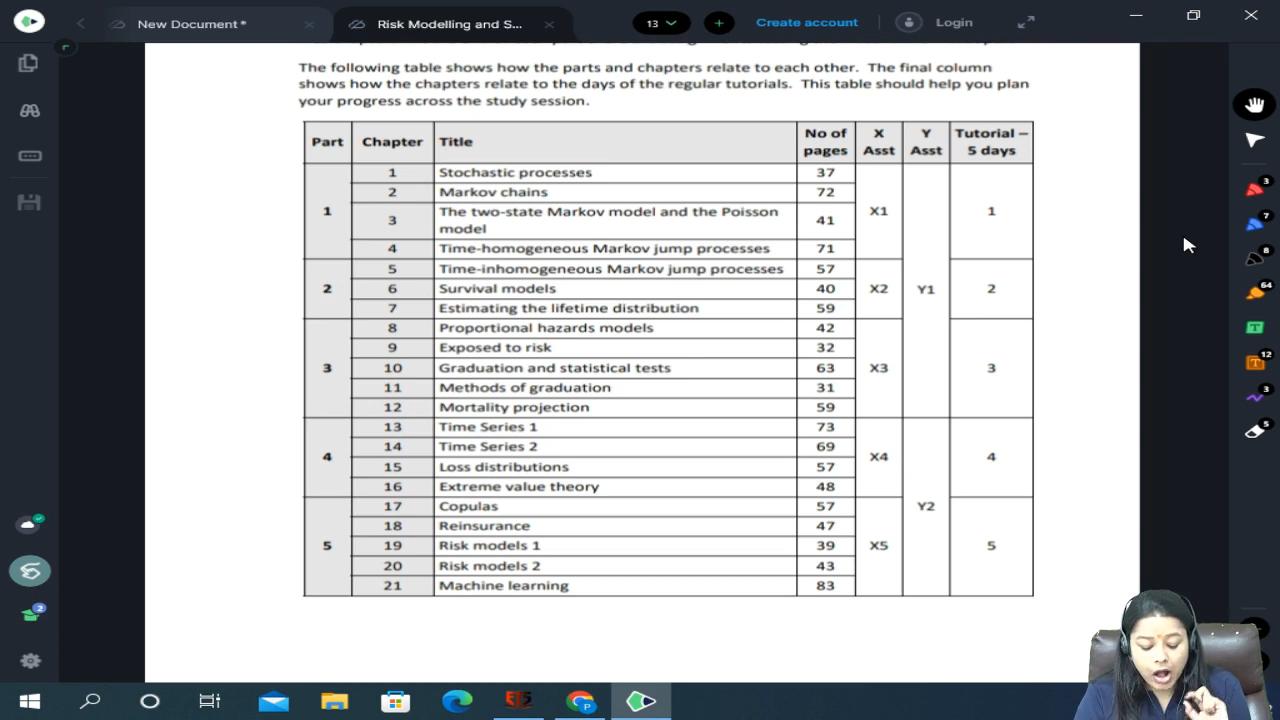 New Document *
Risk Modelling and S...
13
Create account
Login
The following table shows how the parts and chapters relate to each other. The final column
shows how the chapters relate to the days of the regular tutorials. This table should help you plan
your progress across the study session.
Part Chapter Title No of pages X Asst Y Asst Tutorial – 5 days
1 Stochastic processes 37
2 Markov chains 72
1 X1 1
3 The two-state Markov model and the Poisson
model 41
4 Time-homogeneous Markov jump processes 71
5 Time-inhomogeneous Markov jump processes 57
2 6 Survival models 40 X2 Y1 2
7 Estimating the lifetime distribution 59
8 Proportional hazards models 42
9 Exposed to risk 32
3 10 Graduation and statistical tests 63 X3 3
11 Methods of graduation 31
12 Mortality projection 59
13 Time Series 1 73
14 Time Series 2 69
4 X4 4
15 Loss distributions 57
16 Extreme value theory 48
17 Copulas 57 Y2
18 Reinsurance 47
5 19 Risk models 1 39 X5 5
20 Risk models 2 43
21 Machine learning 83
3
7
8
64
T
12
T
3
5
2